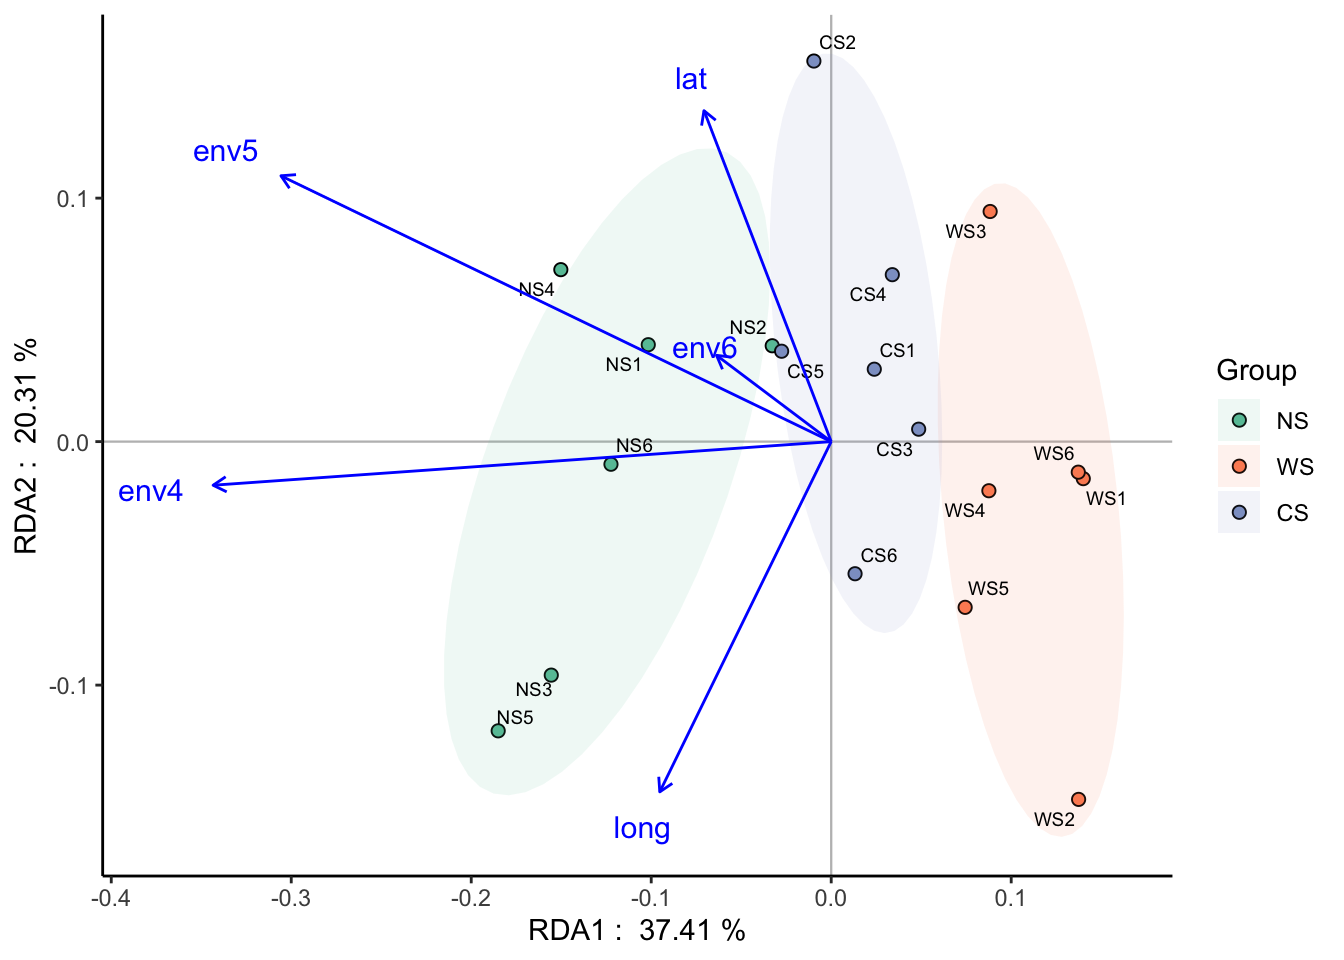 CS2
lat
env5
0.1
WS3
NS4
CS4
NS2
env6
CS1
NS1
CS5
Group
NS
WS
CS
RDA2 :  20.31 %
0.0
NS6
CS3
WS6
env4
WS1
WS4
CS6
WS5
-0.1
NS3
NS5
long
WS2
-0.4
-0.3
-0.2
-0.1
0.0
0.1
RDA1 :  37.41 %